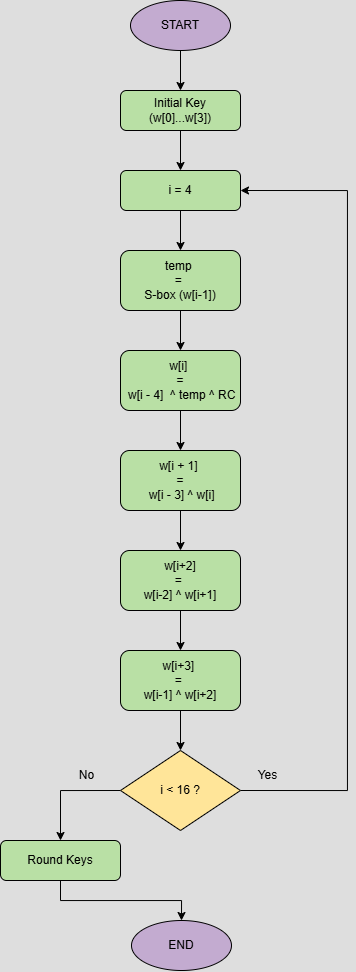 START
Initial Key
(w[0]...w[3])
i = 4
temp
=
S-box (w[i-1])
w[i]
=
w[i - 4]  ^ temp ^ RC
w[i + 1]
=
w[i - 3] ^ w[i]
w[i+2]
=
w[i-2] ^ w[i+1]
w[i+3]
=
w[i-1] ^ w[i+2]
No
Yes
i < 16 ?
Round Keys
END